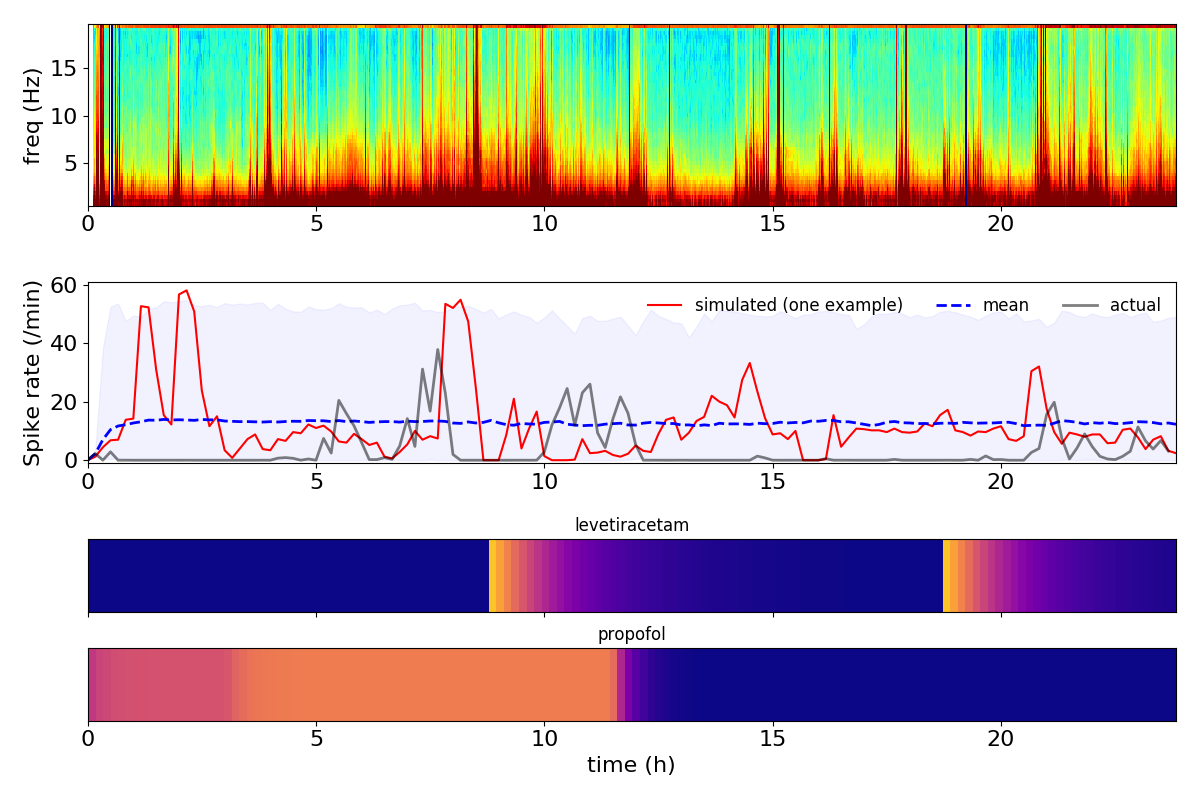 freq (Hz)
15
10
5
0 5 10 15 20
Spike rate (/min)
60
40
20
0
simulated (one example) mean actual
0 5 10 15 20
levetiracetam
propofol
0 5 10 15 20
time (h)